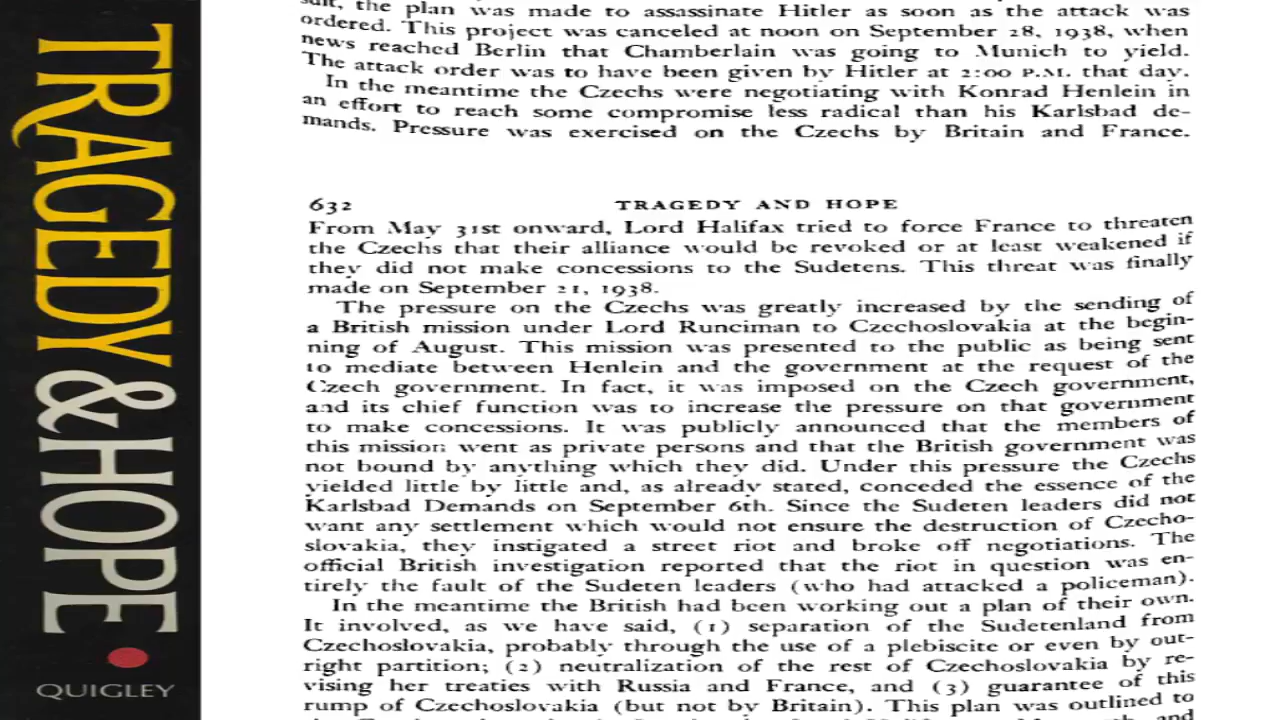 TRAGEDY & HOPE
QUIGLEY
the plan was made to assassinate Hitler as soon as the attack was
ordered. This project was canceled at noon on September 28, 1938, when
news reached Berlin that Chamberlain was going to Munich to yield.
The attack order was to have been given by Hitler at 2:00 P.M. that day.
In the meantime the Czechs were negotiating with Konrad Henlein in
an effort to reach some compromise less radical than his Karlsbad de-
mands. Pressure was exercised on the Czechs by Britain and France.
632 TRAGEDY AND HOPE
From May 31st onward, Lord Halifax tried to force France to threaten
the Czechs that their alliance would be revoked or at least weakened if
they did not make concessions to the Sudetens. This threat was finally
made on September 21, 1938.
The pressure on the Czechs was greatly increased by the sending of
a British mission under Lord Runciman to Czechoslovakia at the begin-
ning of August. This mission was presented to the public as being sent
to mediate between Henlein and the government at the request of the
Czech government. In fact, it was imposed on the Czech government,
and its chief function was to increase the pressure on that government
to make concessions. It was publicly announced that the members of
this mission went as private persons and that the British government was
not bound by anything which they did. Under this pressure the Czechs
yielded little by little and, as already stated, conceded the essence of the
Karlsbad Demands on September 6th. Since the Sudeten leaders did not
want any settlement which would not ensure the destruction of Czecho-
slovakia, they instigated a street riot and broke off negotiations. The
official British investigation reported that the riot in question was en-
tirely the fault of the Sudeten leaders (who had attacked a policeman).
In the meantime the British had been working out a plan of their own.
It involved, as we have said, (1) separation of the Sudetenland from
Czechoslovakia, probably through the use of a plebiscite or even by out-
right partition; (2) neutralization of the rest of Czechoslovakia by re-
vising her treaties with Russia and France, and (3) guarantee of this
rump of Czechoslovakia (but not by Britain). This plan was outlined to